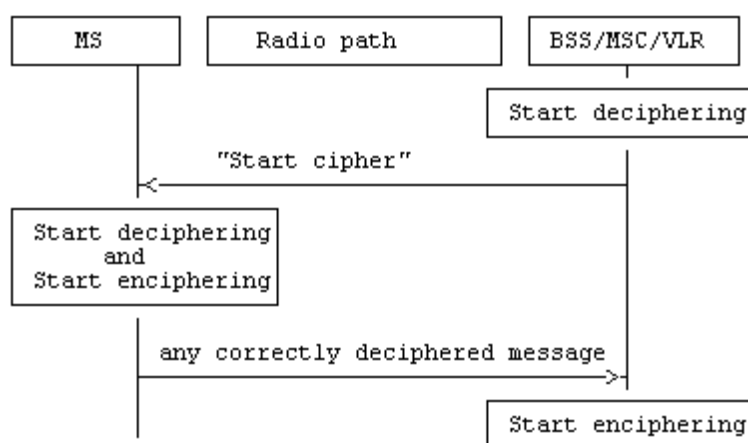 MS
Radio path
BSS/MSC/VLR
Start deciphering
"Start cipher"
Start deciphering
and
Start enciphering
any correctly deciphered message
Start enciphering